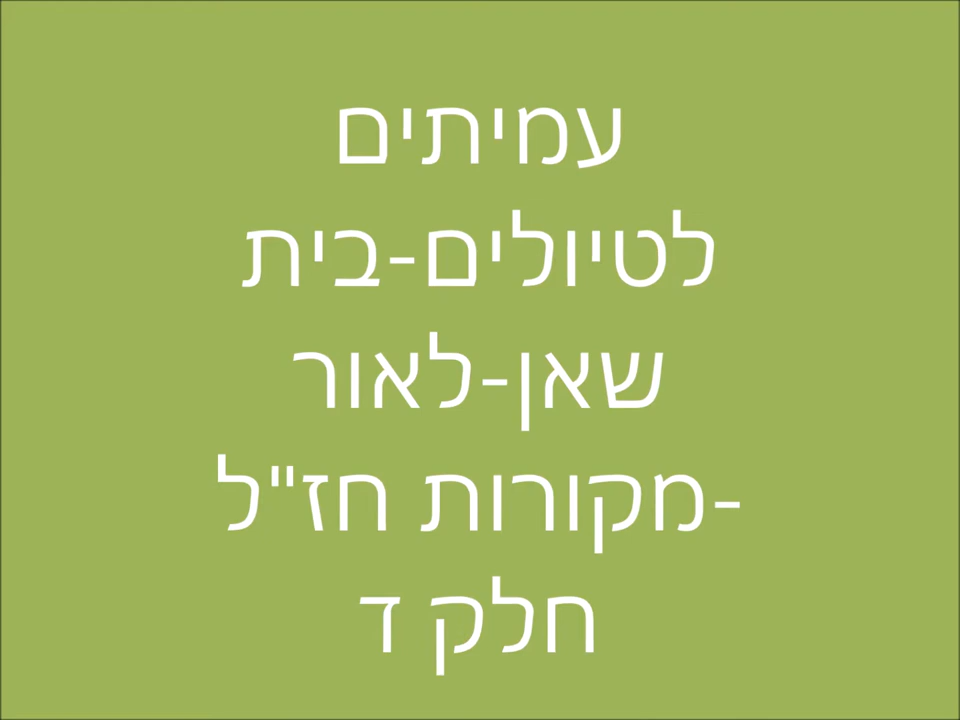 עמיתים
לטיולים-בית
שאן-לאור
-מקורות חז"ל
חלק ד